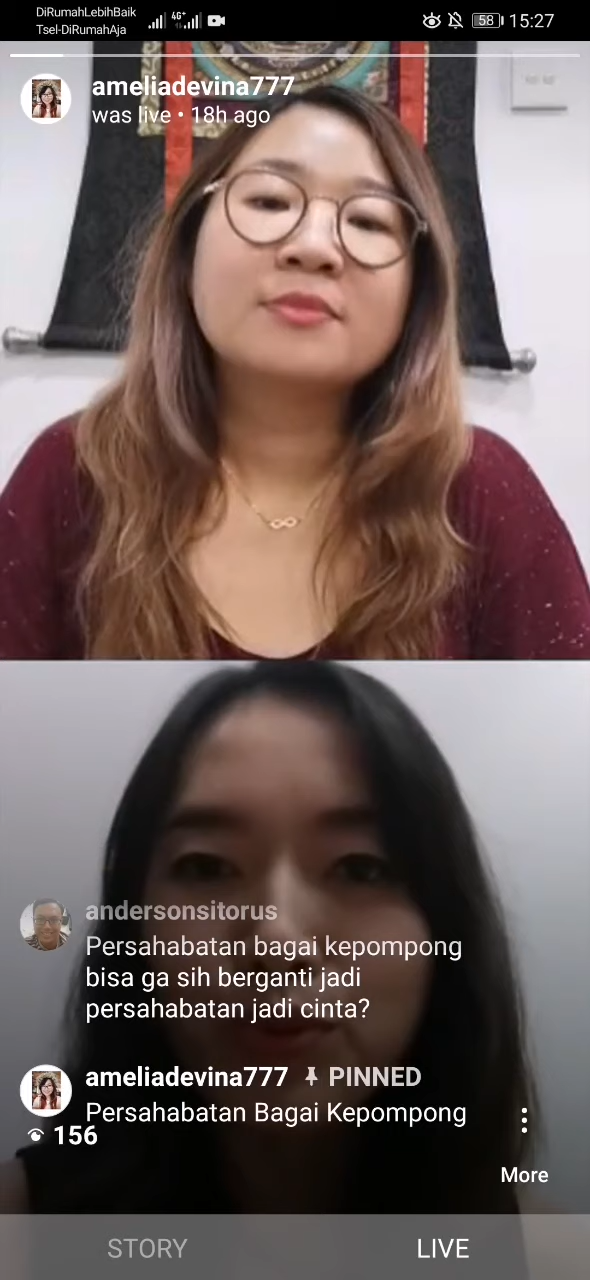 DiRumahLebihBaik
Tsel-DiRumahAja
4G+
58
15:27
ameliadevina777
was live • 18h ago
andersonsitorus
Persahabatan bagai kepompong
bisa ga sih berganti jadi
persahabatan jadi cinta?
ameliadevina777 PINNED
Persahabatan Bagai Kepompong
156
More
STORY LIVE